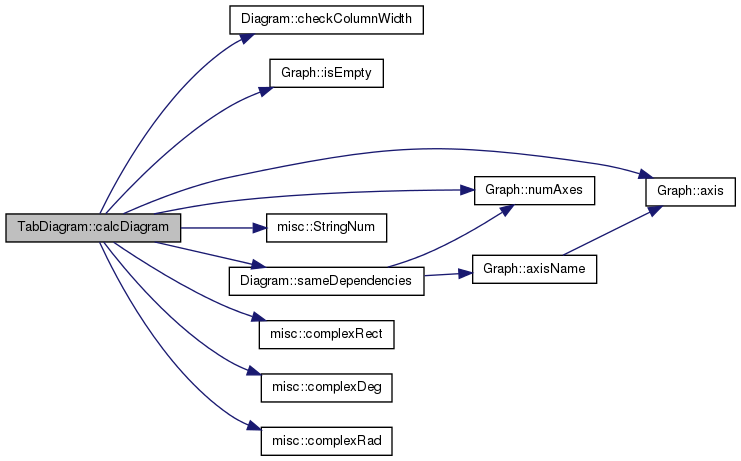 Diagram::checkColumnWidth
Graph::isEmpty
Graph::numAxes
Graph::axis
TabDiagram::calcDiagram
misc::StringNum
Diagram::sameDependencies
Graph::axisName
misc::complexRect
misc::complexDeg
misc::complexRad